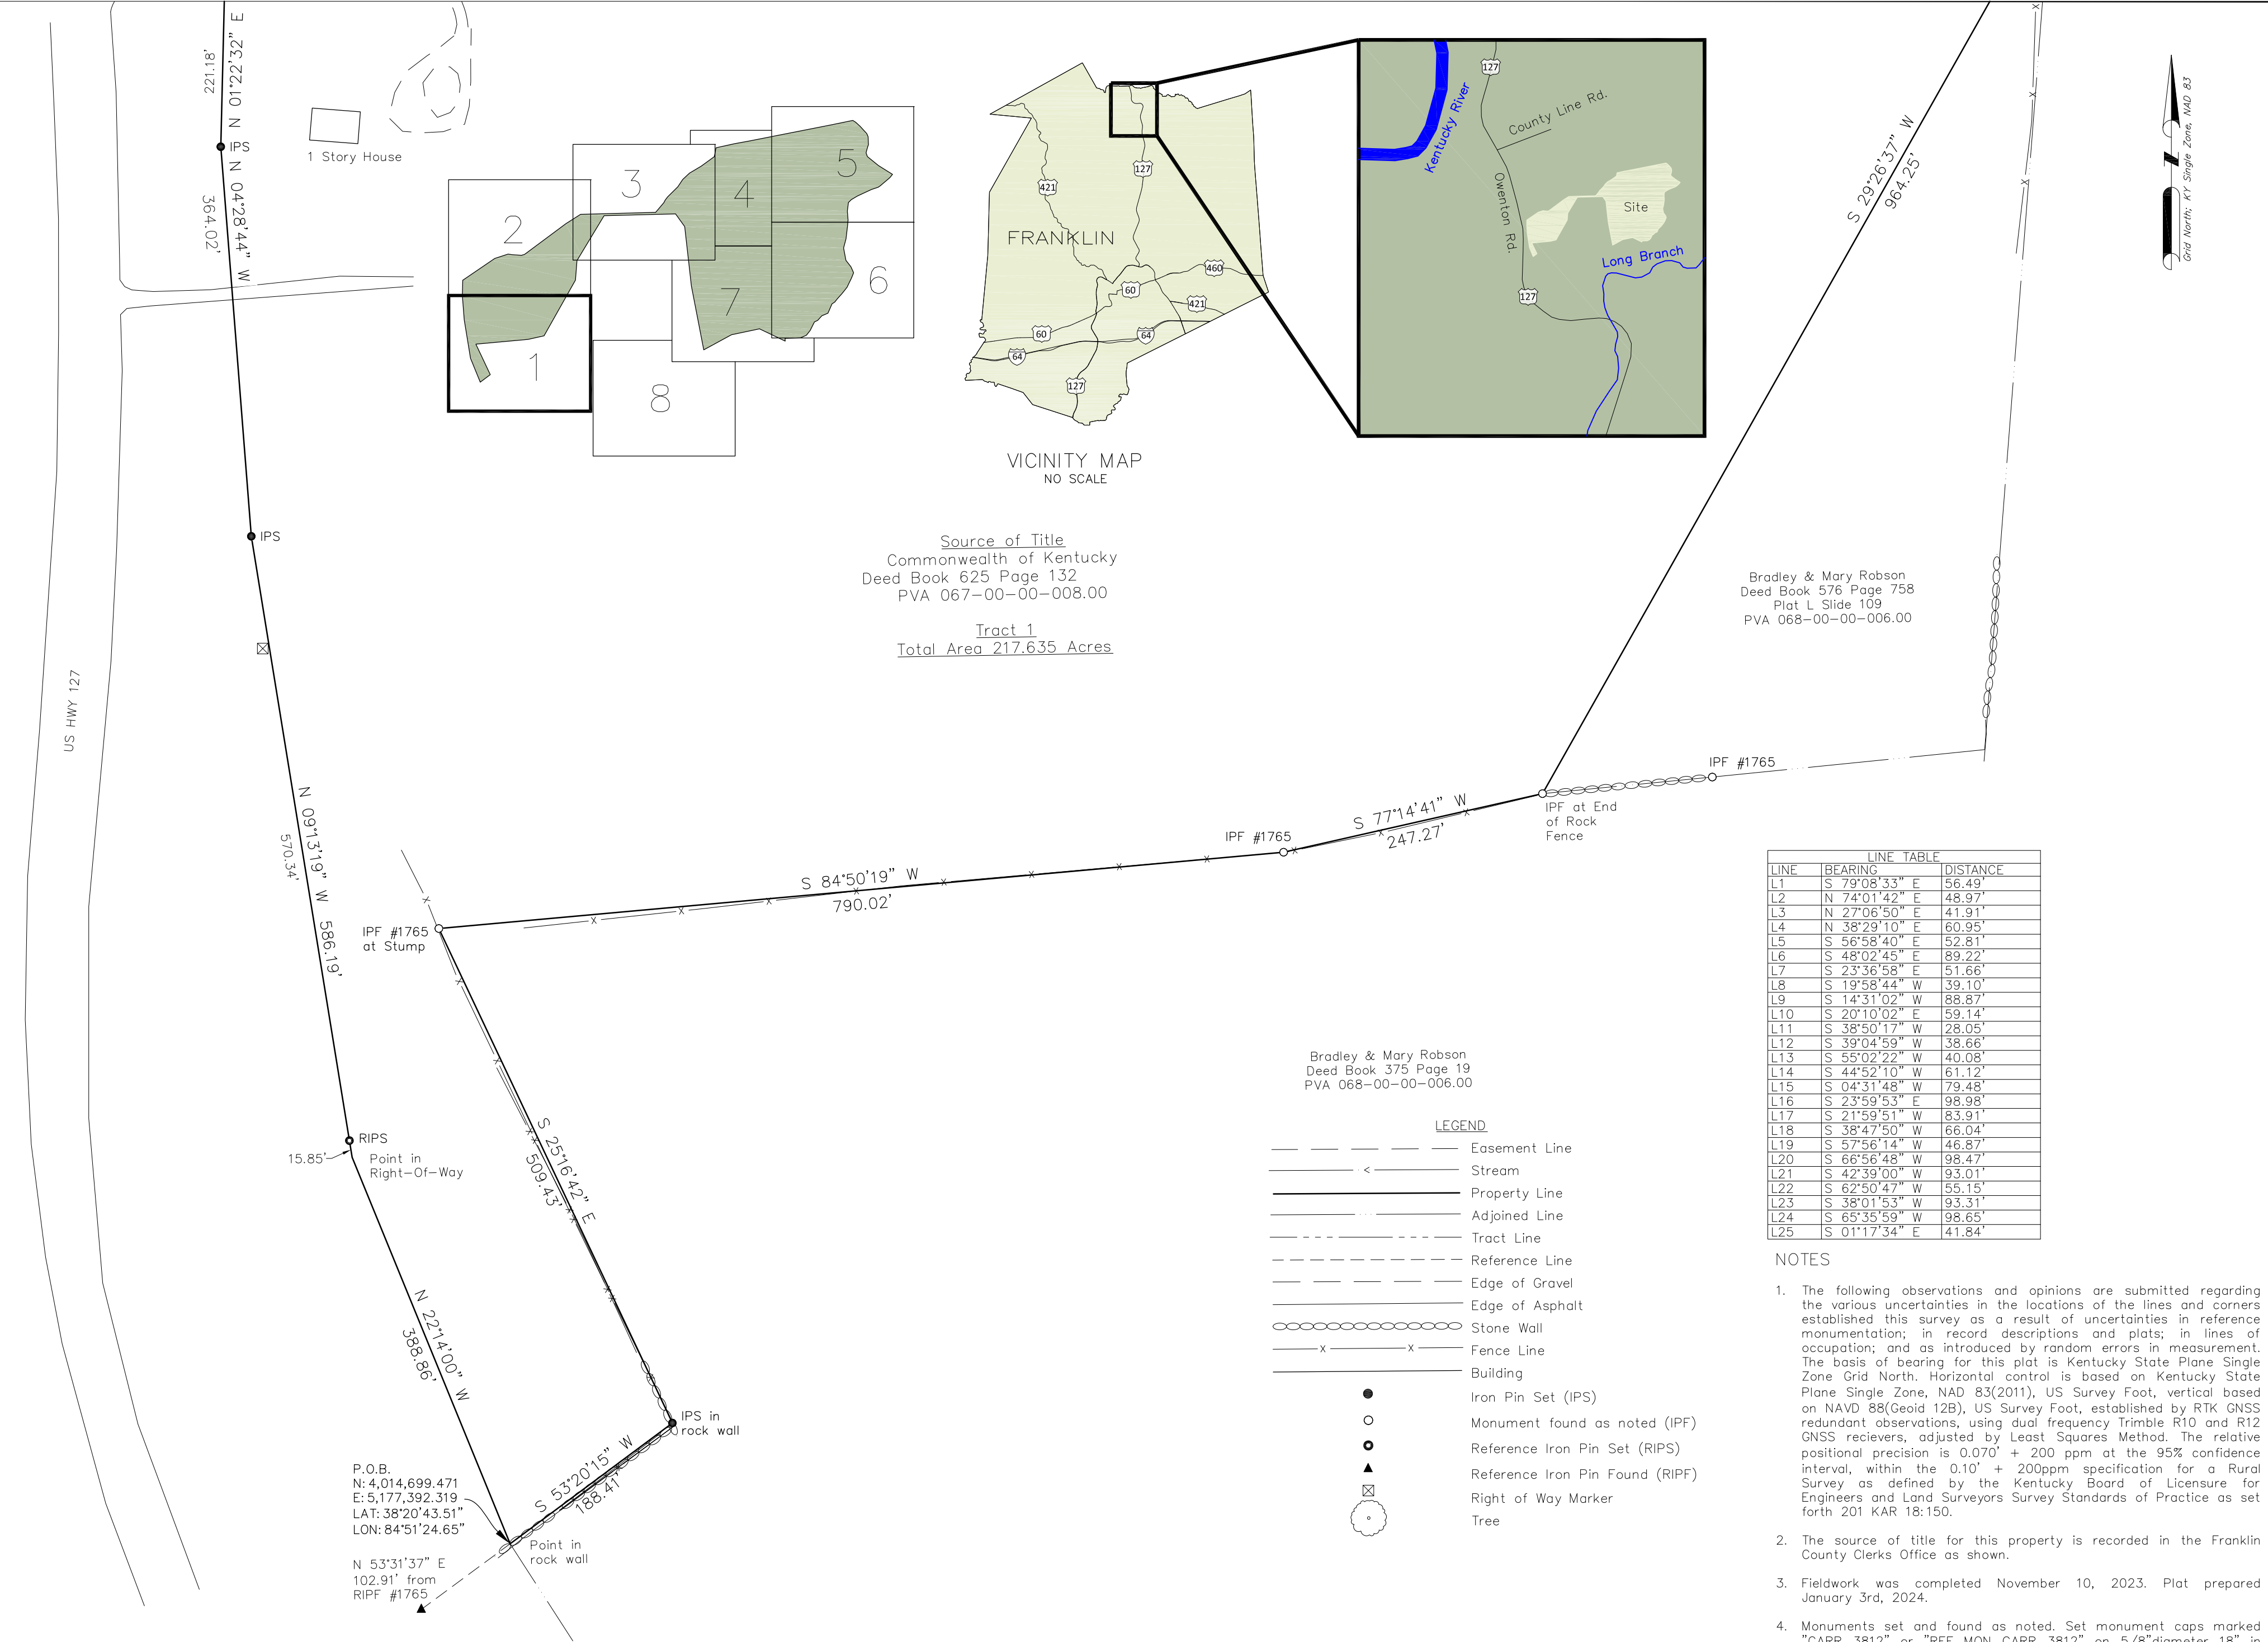 221.18'
N 01°22'32" E
IPS
364.02'
N 04°28'44" W
1 Story House
IPS
US HWY 127
N 09°13'19" W 586.19'
570.34'
RIPS
15.85'
Point in
Right-Of-Way
N 22°14'00" W
388.86'
P.O.B.
N: 4,014,699.471
E: 5,177,392.319
LAT: 38°20'43.51"
LON: 84°51'24.65"
N 53°31'37" E
102.91' from
RIPF #1765
Point in
rock wall
S 53°20'15" W
188.41'
IPS in
rock wall
S 25°16'42" E
509.43'
IPF #1765
at Stump
S 84°50'19" W
790.02'
IPF #1765
S 77°14'41" W
247.27'
IPF at End
of Rock
Fence
IPF #1765
S 29°26'37" W
964.25'
1
2
3
4
5
6
7
8
FRANKLIN
421
127
460
60
421
60
64
64
127
VICINITY MAP
NO SCALE
127
County Line Rd.
Kentucky River
Owenton Rd.
Site
Long Branch
127
Grid North; KY Single Zone, NAD 83
N
Source of Title
Commonwealth of Kentucky
Deed Book 625 Page 132
PVA 067-00-00-008.00
Tract 1
Total Area 217.635 Acres
Bradley & Mary Robson
Deed Book 576 Page 758
Plat L Slide 109
PVA 068-00-00-006.00
Bradley & Mary Robson
Deed Book 375 Page 19
PVA 068-00-00-006.00
LEGEND
Easement Line
Stream
Property Line
Adjoined Line
Tract Line
Reference Line
Edge of Gravel
Edge of Asphalt
Stone Wall
Fence Line
Building
Iron Pin Set (IPS)
Monument found as noted (IPF)
Reference Iron Pin Set (RIPS)
Reference Iron Pin Found (RIPF)
Right of Way Marker
Tree
LINE TABLE
LINE BEARING DISTANCE
L1 S 79°08'33" E 56.49'
L2 N 74°01'42" E 48.97'
L3 N 27°06'50" E 41.91'
L4 N 38°29'10" E 60.95'
L5 S 56°58'40" E 52.81'
L6 S 48°02'45" E 89.22'
L7 S 23°36'58" E 51.66'
L8 S 19°58'44" W 39.10'
L9 S 14°31'02" W 88.87'
L10 S 20°10'02" E 59.14'
L11 S 38°50'17" W 28.05'
L12 S 39°04'59" W 38.66'
L13 S 55°02'22" W 40.08'
L14 S 44°52'10" W 61.12'
L15 S 04°31'48" W 79.48'
L16 S 23°59'53" E 98.98'
L17 S 21°59'51" W 83.91'
L18 S 38°47'50" W 66.04'
L19 S 57°56'14" W 46.87'
L20 S 66°56'48" W 98.47'
L21 S 42°39'00" W 93.01'
L22 S 62°50'47" W 55.15'
L23 S 38°01'53" W 93.31'
L24 S 65°35'59" W 98.65'
L25 S 01°17'34" E 41.84'
NOTES
1. The following observations and opinions are submitted regarding
the various uncertainties in the locations of the lines and corners
established this survey as a result of uncertainties in reference
monumentation; in record descriptions and plats; in lines of
occupation; and as introduced by random errors in measurement.
The basis of bearing for this plat is Kentucky State Plane Single
Zone Grid North. Horizontal control is based on Kentucky State
Plane Single Zone, NAD 83(2011), US Survey Foot, vertical based
on NAVD 88(Geoid 12B), US Survey Foot, established by RTK GNSS
redundant observations, using dual frequency Trimble R10 and R12
GNSS recievers, adjusted by Least Squares Method. The relative
positional precision is 0.070' + 200 ppm at the 95% confidence
interval, within the 0.10' + 200ppm specification for a Rural
Survey as defined by the Kentucky Board of Licensure for
Engineers and Land Surveyors Survey Standards of Practice as set
forth 201 KAR 18:150.
2. The source of title for this property is recorded in the Franklin
County Clerks Office as shown.
3. Fieldwork was completed November 10, 2023. Plat prepared
January 3rd, 2024.
4. Monuments set and found as noted. Set monument caps marked
"CARR 3812" or "REF MON CARR 3812" on 5/8"diameter 18" in